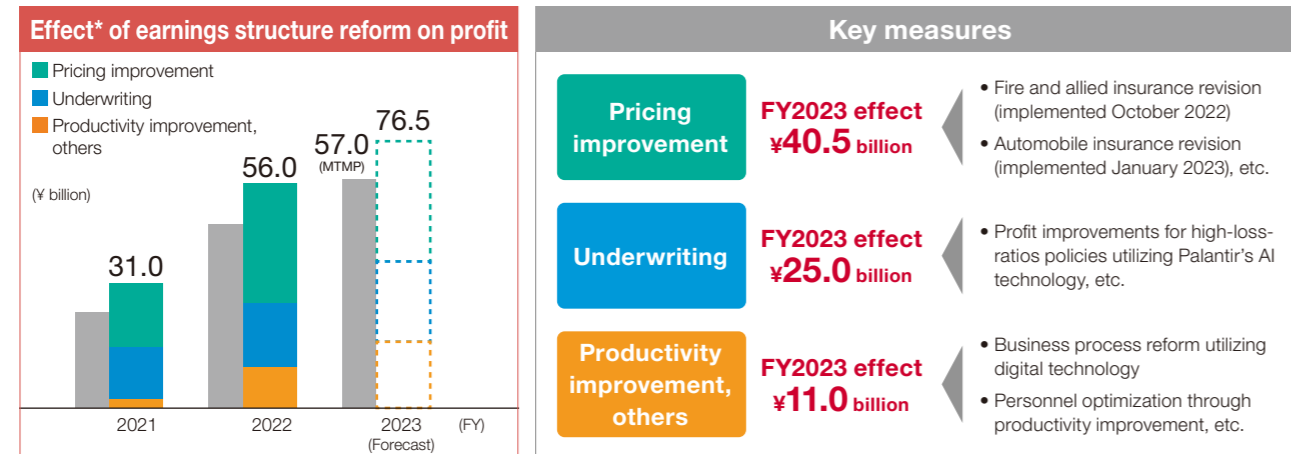 Effect* of earnings structure reform on profit
Pricing improvement
Underwriting
Productivity improvement,
others
(¥ billion)
31.0
56.0
57.0
(MTMP)
76.5
2021
2022
2023
(Forecast)
(FY)
Key measures
Pricing
improvement
FY2023 effect
¥40.5 billion
• Fire and allied insurance revision
(implemented October 2022)
• Automobile insurance revision
(implemented January 2023), etc.
Underwriting
FY2023 effect
¥25.0 billion
• Profit improvements for high-loss-
ratios policies utilizing Palantir's AI
technology, etc.
Productivity
improvement,
others
FY2023 effect
¥11.0 billion
• Business process reform utilizing
digital technology
• Personnel optimization through
productivity improvement, etc.